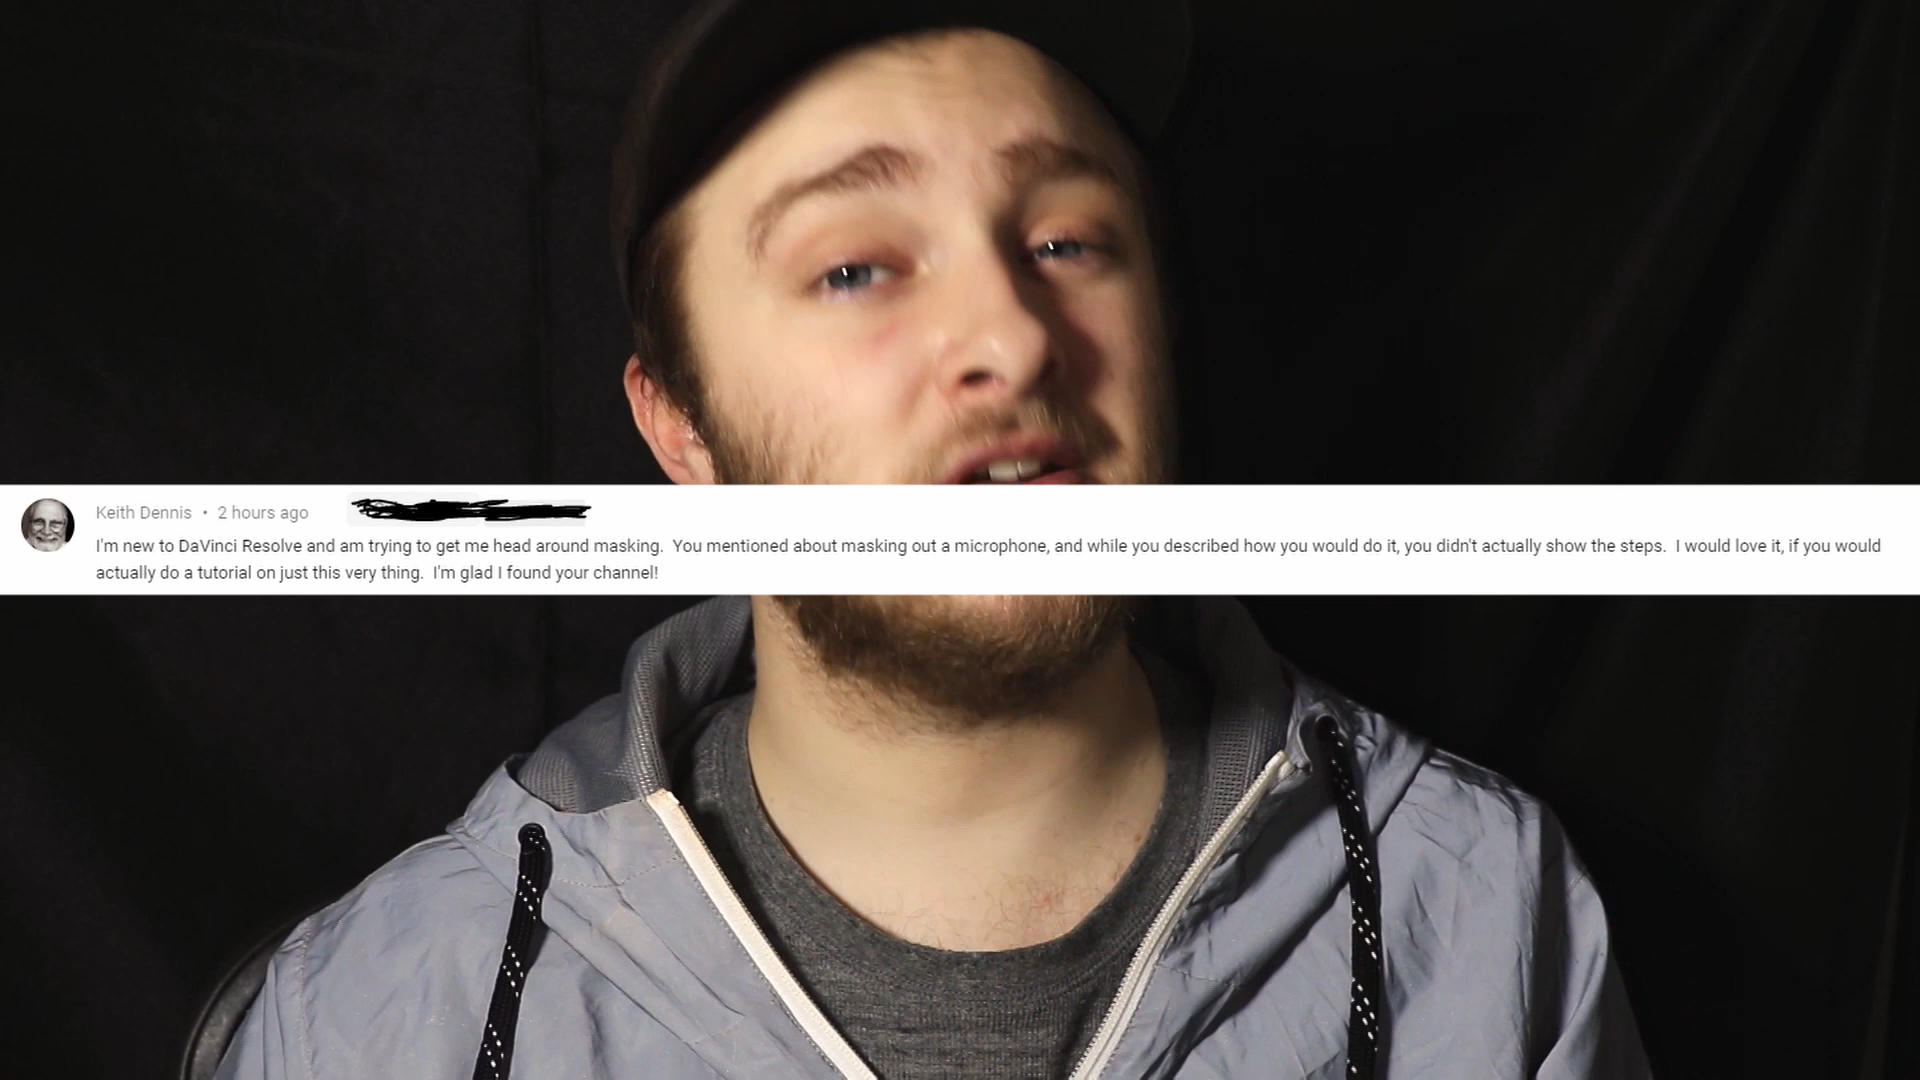 Keith Dennis • 2 hours ago
I'm new to DaVinci Resolve and am trying to get me head around masking.  You mentioned about masking out a microphone, and while you described how you would do it, you didn't actually show the steps.  I would love it, if you would
actually do a tutorial on just this very thing.  I'm glad I found your channel!